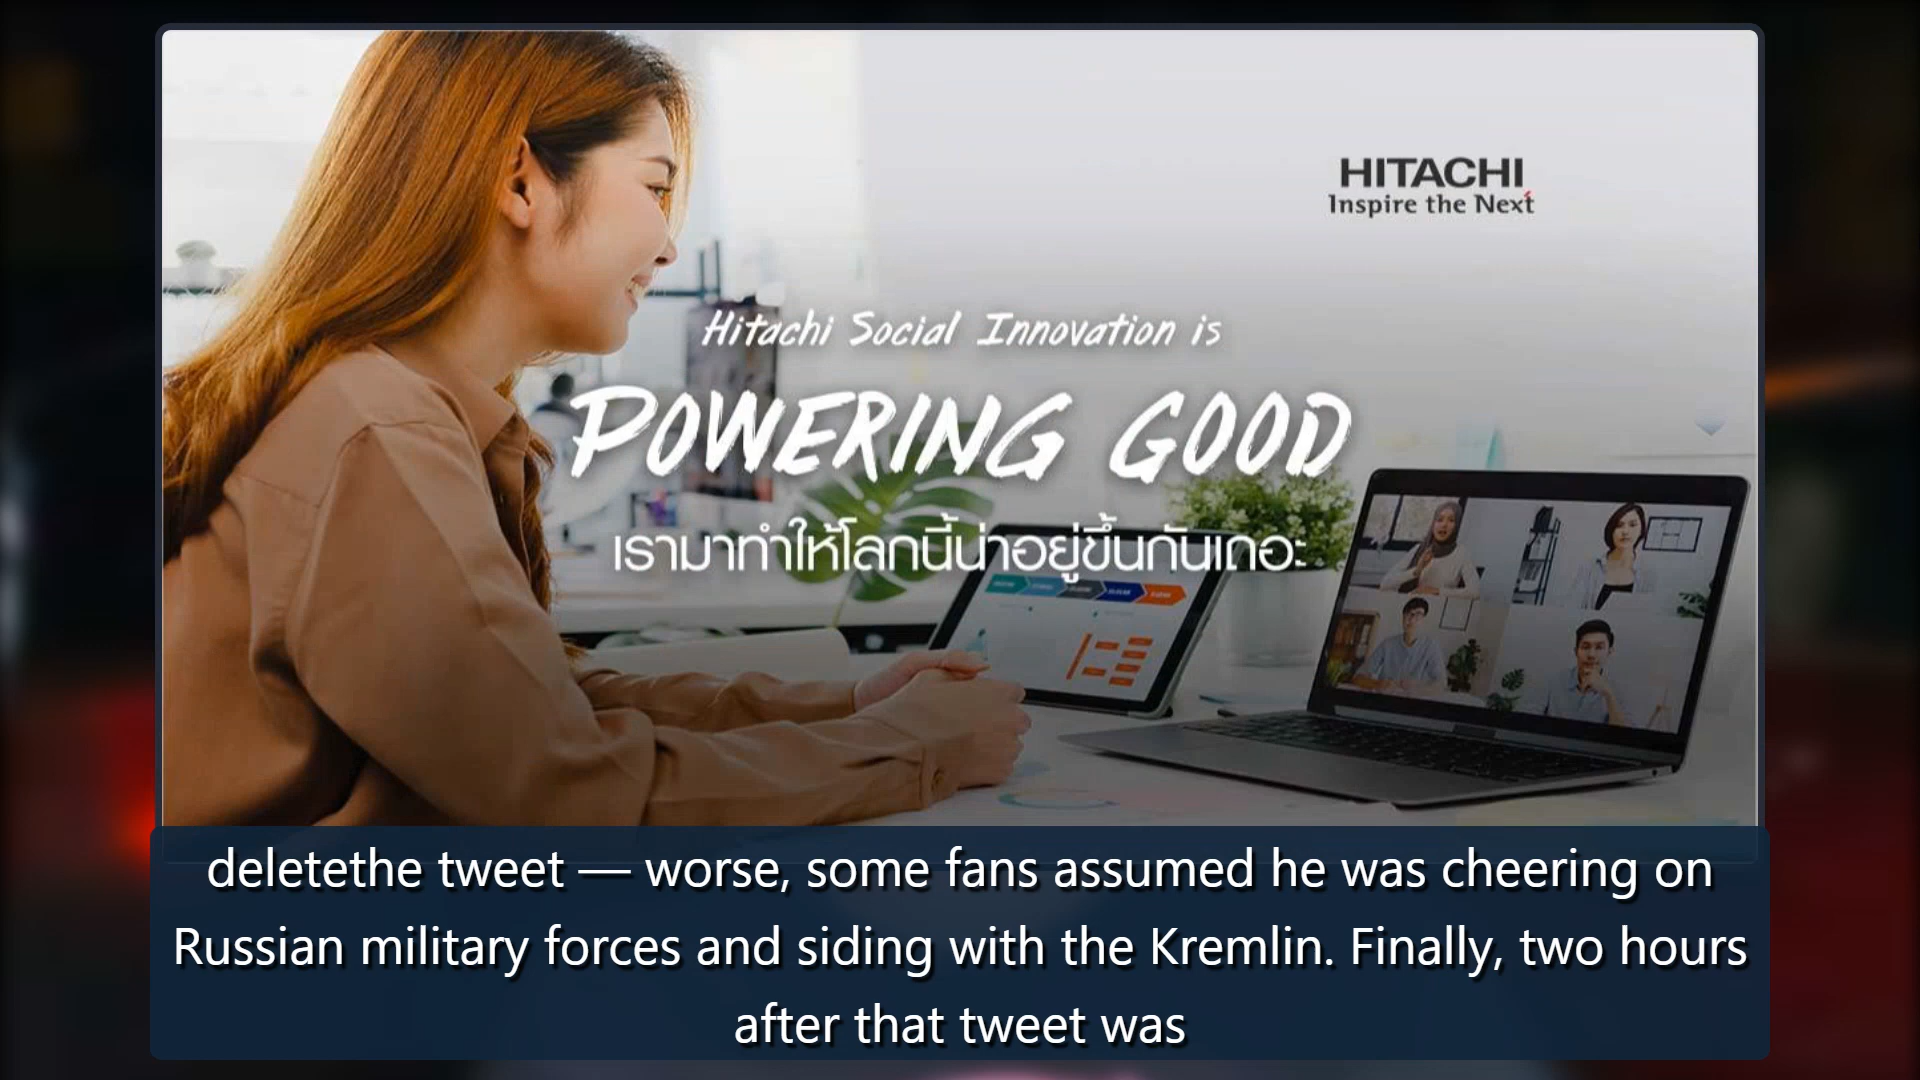 HITACHI
Inspire the Next
Hitachi Social Innovation is
POWERING GOOD
เรามาทำให้โลกนี้น่าอยู่ขึ้นกันเถอะ
deletethe tweet — worse, some fans assumed he was cheering on
Russian military forces and siding with the Kremlin. Finally, two hours
after that tweet was